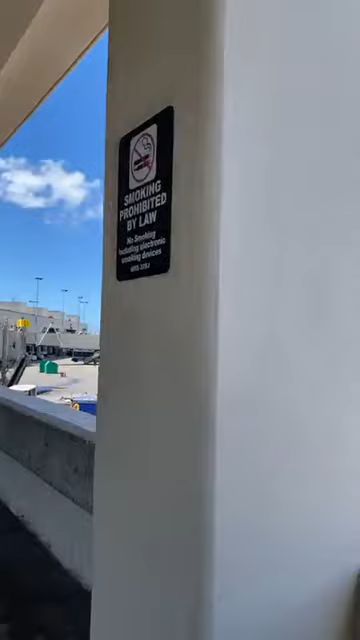 SMOKING
PROHIBITED
BY LAW
No Smoking
Including electronic
smoking devices